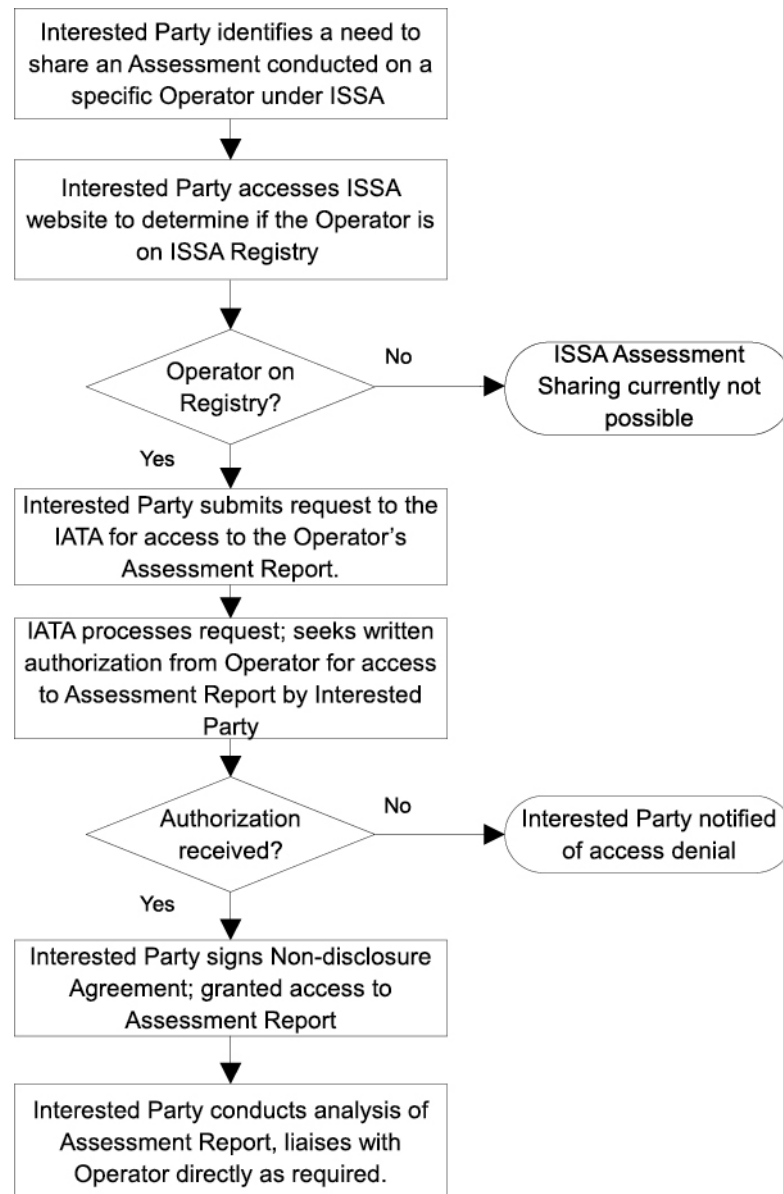 Interested Party identifies a need to
share an Assessment conducted on a
specific Operator under ISSA
Interested Party accesses ISSA
website to determine if the Operator is
on ISSA Registry
Operator on
Registry?
No
ISSA Assessment
Sharing currently not
possible
Yes
Interested Party submits request to the
IATA for access to the Operator’s
Assessment Report.
IATA processes request; seeks written
authorization from Operator for access
to Assessment Report by Interested
Party
Authorization
received?
No
Interested Party notified
of access denial
Yes
Interested Party signs Non-disclosure
Agreement; granted access to
Assessment Report
Interested Party conducts analysis of
Assessment Report, liaises with
Operator directly as required.